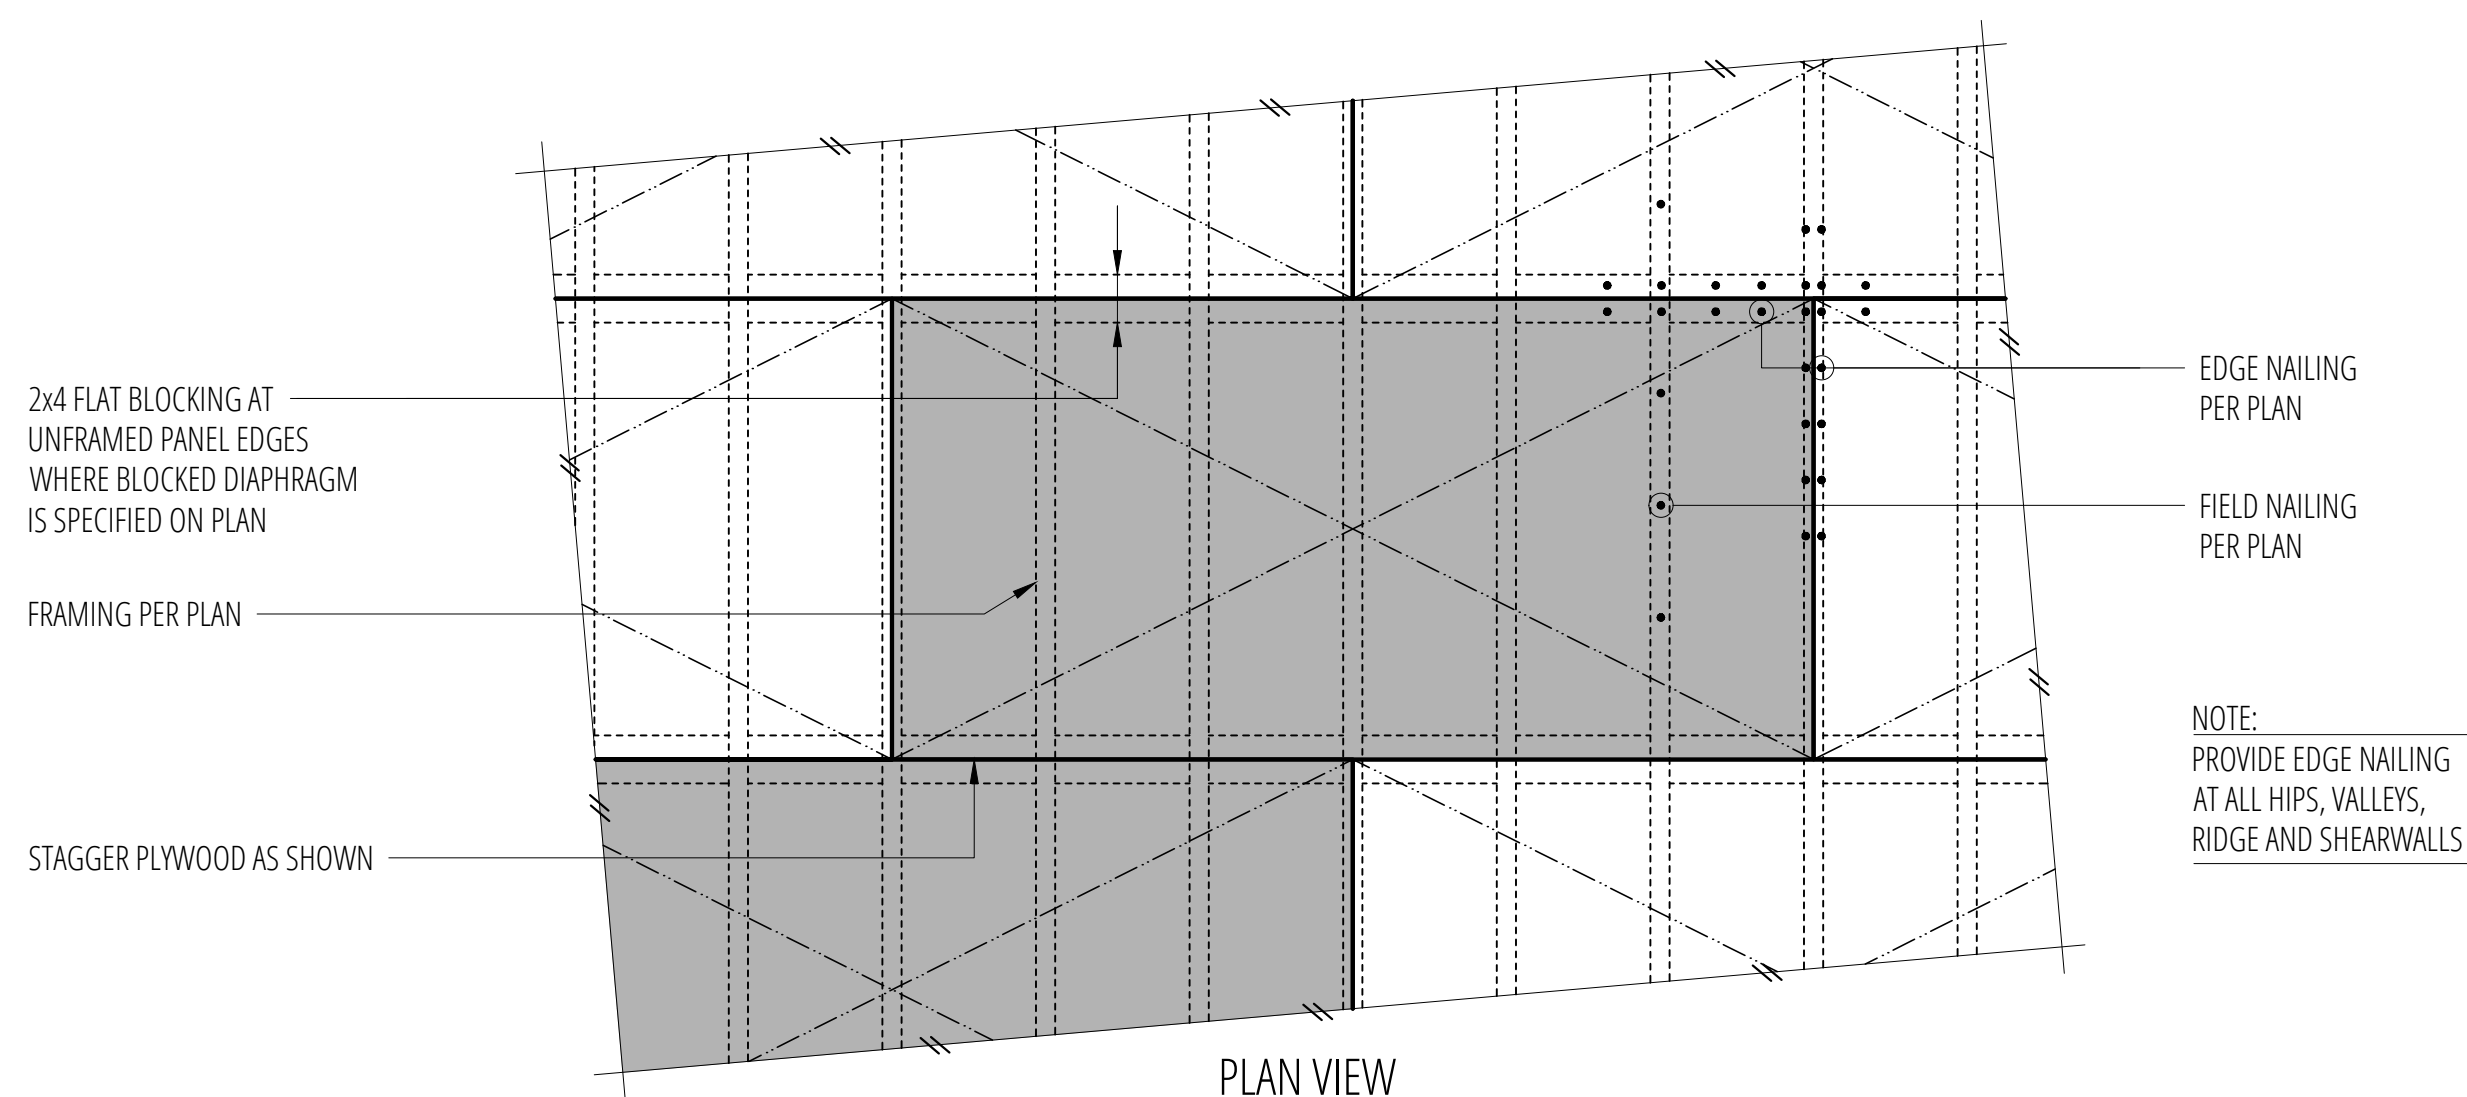 2x4 FLAT BLOCKING AT
UNFRAMED PANEL EDGES
WHERE BLOCKED DIAPHRAGM
IS SPECIFIED ON PLAN
FRAMING PER PLAN
STAGGER PLYWOOD AS SHOWN
EDGE NAILING
PER PLAN
FIELD NAILING
PER PLAN
NOTE:
PROVIDE EDGE NAILING
AT ALL HIPS, VALLEYS,
RIDGE AND SHEARWALLS
PLAN VIEW